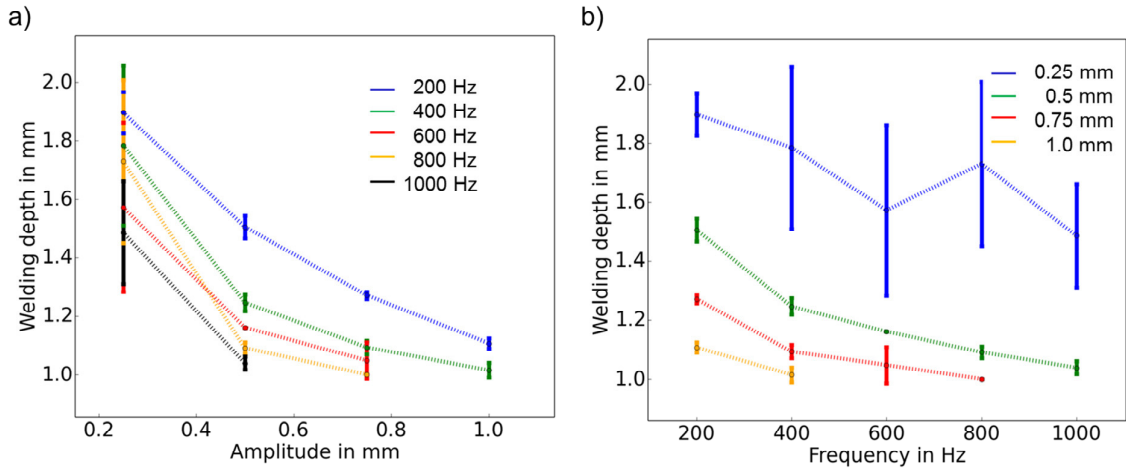 a)
Welding depth in mm
2.0
1.8
1.6
1.4
1.2
1.0
200 Hz
400 Hz
600 Hz
800 Hz
1000 Hz
0.2 0.4 0.6 0.8 1.0
Amplitude in mm
b)
Welding depth in mm
2.0
1.8
1.6
1.4
1.2
1.0
0.25 mm
0.5 mm
0.75 mm
1.0 mm
200 400 600 800 1000
Frequency in Hz